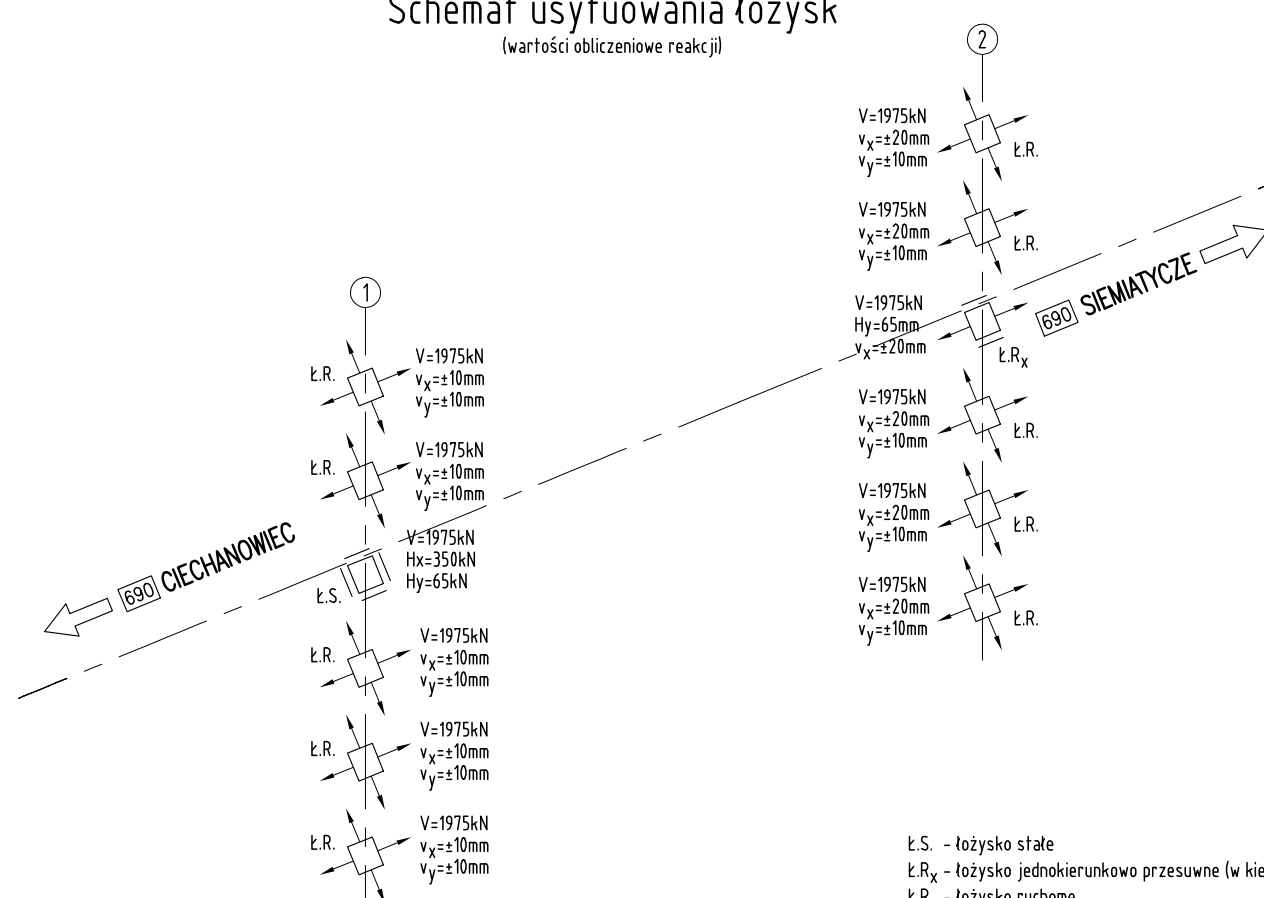 Schemat usytuowania łożysk
(wartości obliczeniowe reakcji)
2
V=1975kN
vx=±20mm
vy=±10mm
Ł.R.
V=1975kN
vx=±20mm
vy=±10mm
Ł.R.
690 SIEMIATYCZE
V=1975kN
Hy=65mm
vx=±20mm
Ł.Rx
V=1975kN
vx=±20mm
vy=±10mm
Ł.R.
V=1975kN
vx=±20mm
vy=±10mm
Ł.R.
V=1975kN
vx=±20mm
vy=±10mm
Ł.R.
1
Ł.R.
V=1975kN
vx=±10mm
vy=±10mm
Ł.R.
V=1975kN
vx=±10mm
vy=±10mm
690 CIECHANOWIEC
V=1975kN
Hx=350kN
Hy=65kN
Ł.S.
Ł.R.
V=1975kN
vx=±10mm
vy=±10mm
Ł.R.
V=1975kN
vx=±10mm
vy=±10mm
Ł.R.
V=1975kN
vx=±10mm
vy=±10mm
Ł.S. - łożysko stałe
Ł.Rx - łożysko jednokierunkowo przesuwne (w kie
Ł.R. - łożysko ruchome